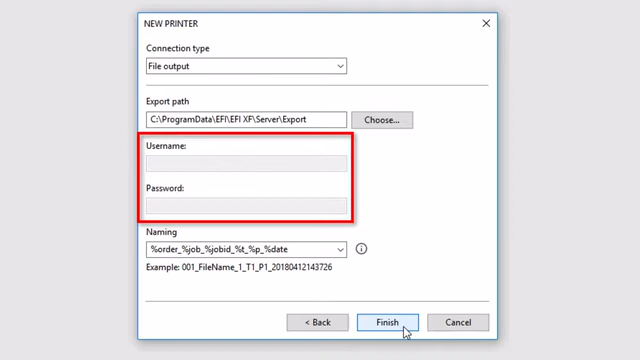 NEW PRINTER
Connection type
File output
Export path
C:\ProgramData\EFI\EFI XF\Server\Export
Choose...
Username:
Password:
Naming
%order_%job_%jobid_%t_%p_%date
Example: 001_FileName_1_T1_P1_20180412143726
< Back
Finish
Cancel